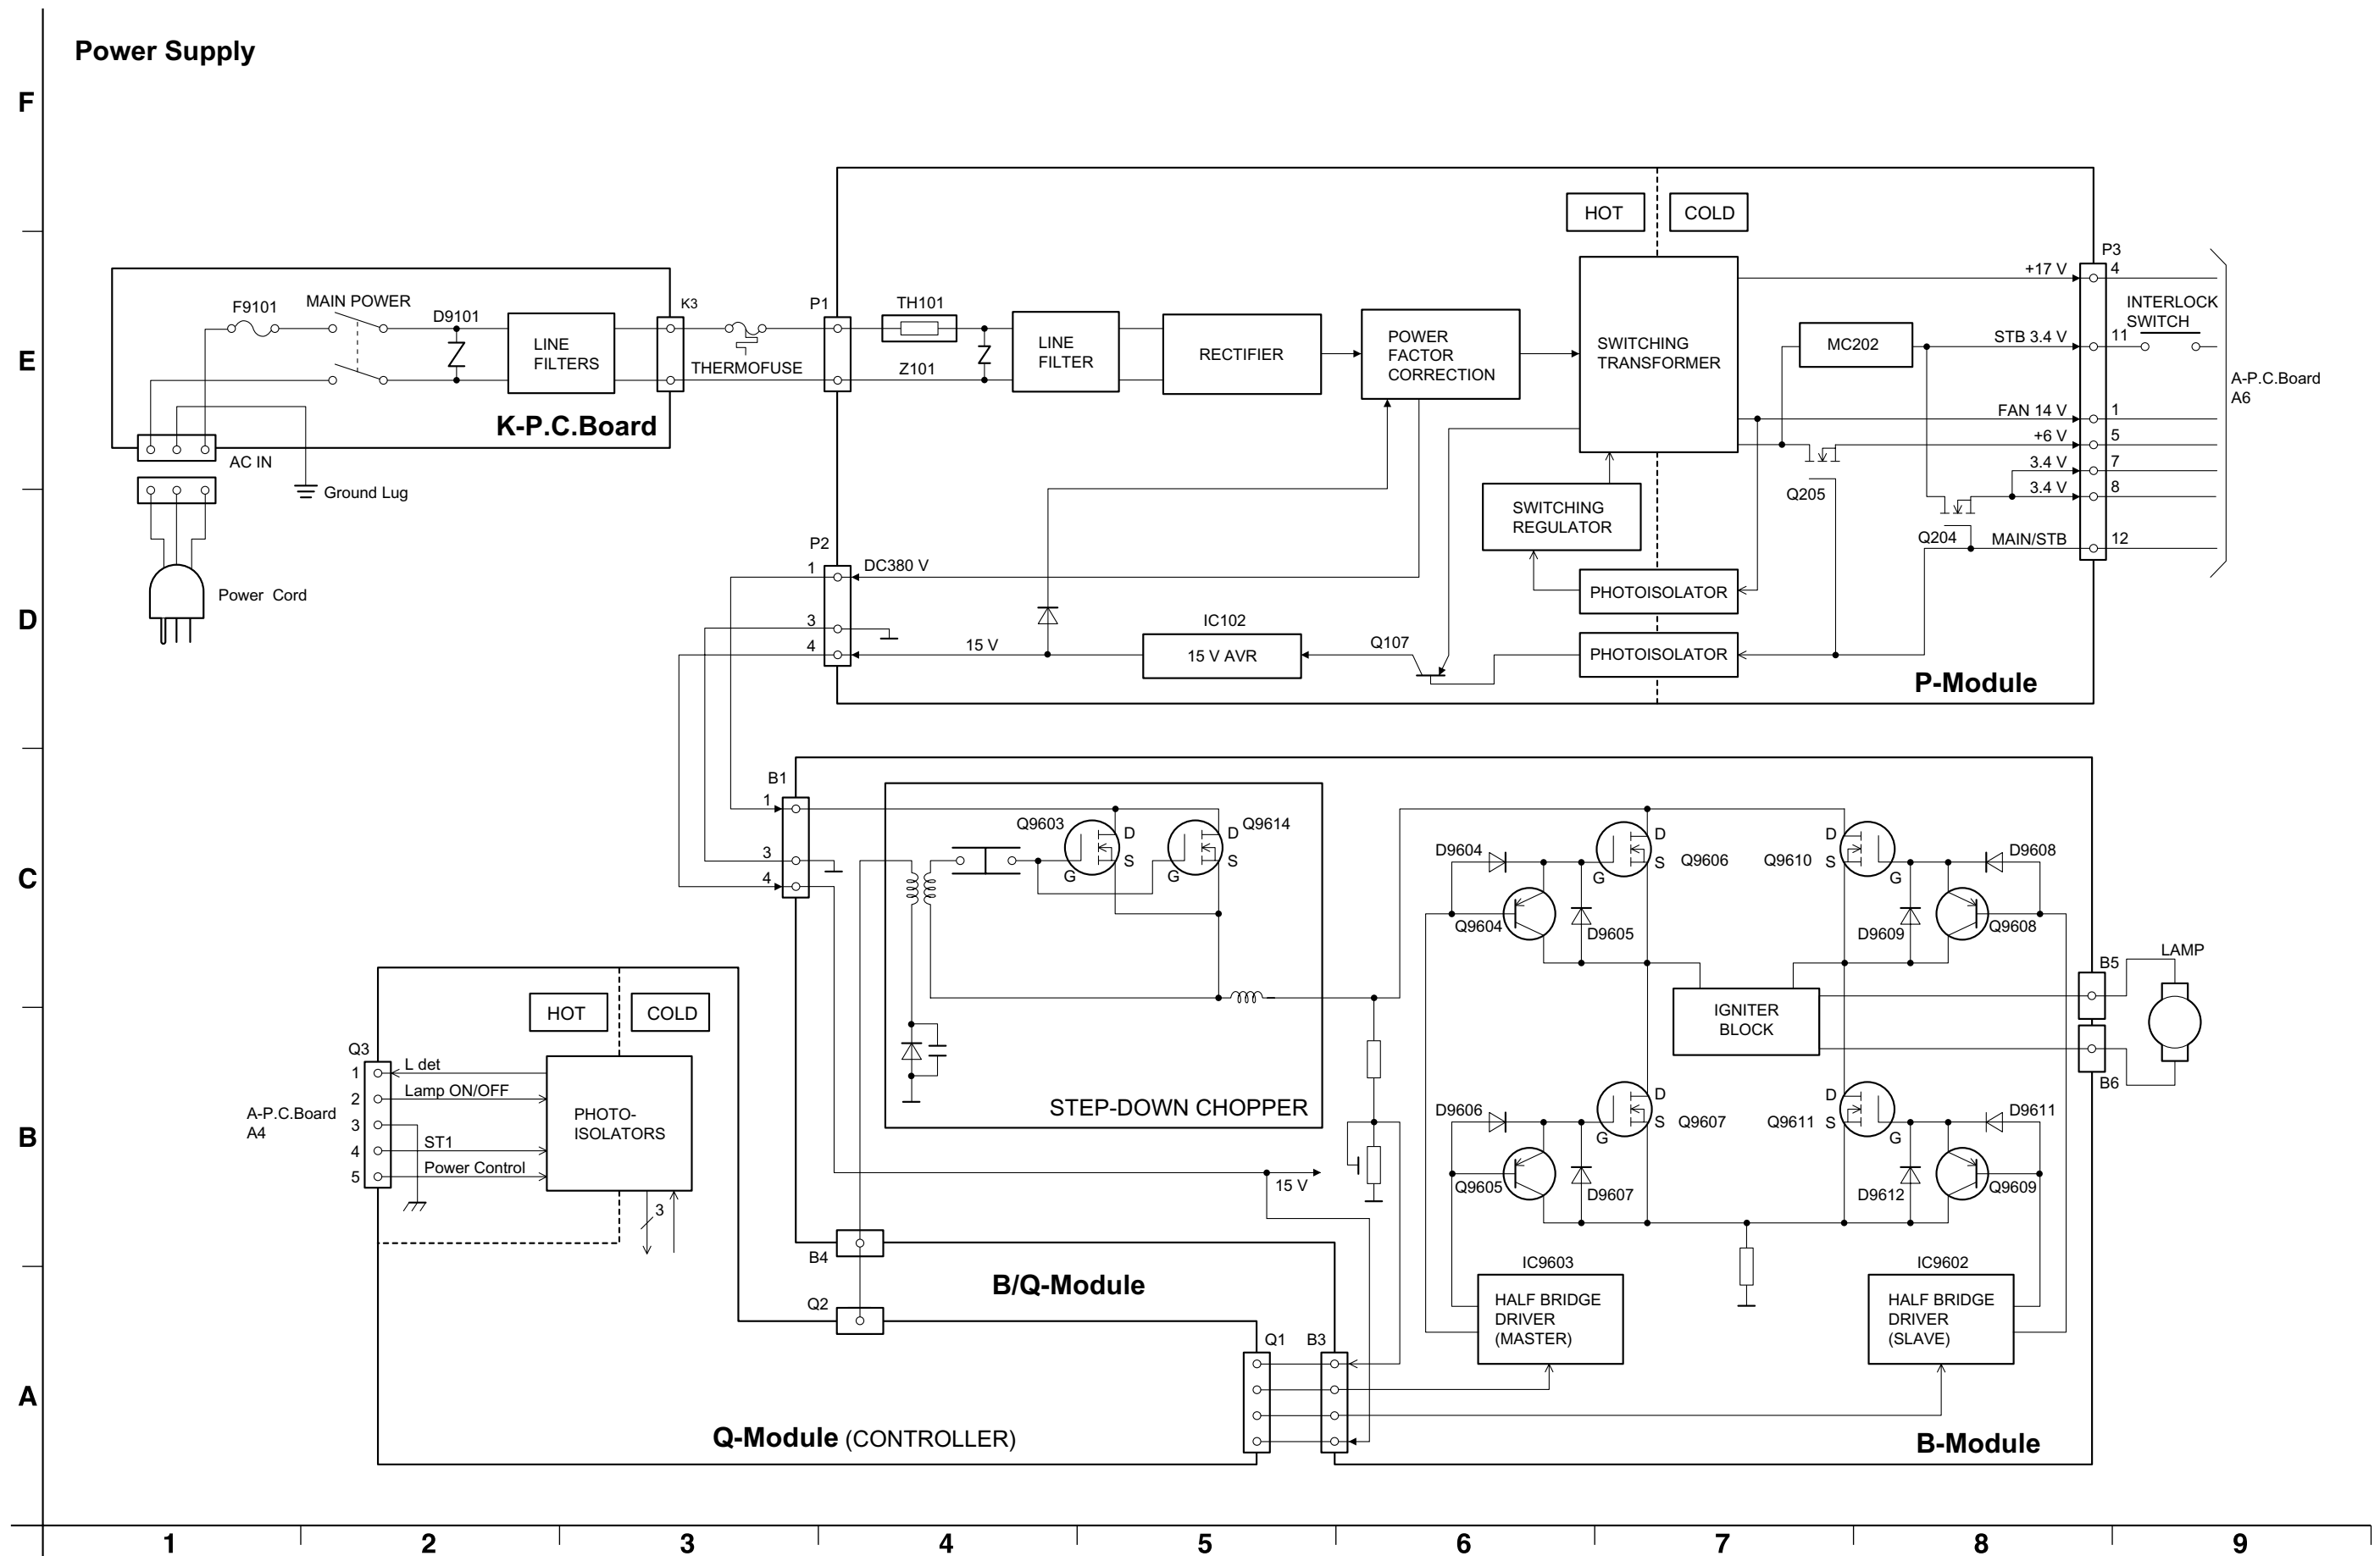 Power Supply
F
HOT
COLD
E
F9101
MAIN POWER
D9101
LINE
FILTERS
K3
THERMOFUSE
K-P.C.Board
AC IN
Ground Lug
Power Cord
P1
TH101
Z101
LINE
FILTER
RECTIFIER
POWER
FACTOR
CORRECTION
SWITCHING
TRANSFORMER
MC202
+17 V
STB 3.4 V
FAN 14 V
+6 V
3.4 V
3.4 V
MAIN/STB
P3
4
11
1
5
7
8
12
INTERLOCK
SWITCH
A-P.C.Board
A6
Q205
Q204
SWITCHING
REGULATOR
PHOTOISOLATOR
PHOTOISOLATOR
D
P2
1
3
4
DC380 V
15 V
IC102
15 V AVR
Q107
P-Module
C
B1
1
3
4
Q9603
D
S
G
Q9614
D
S
G
STEP-DOWN CHOPPER
15 V
D9604
Q9604
D9605
G
D
S
Q9606
Q9610
D
S
G
D9608
D9609
Q9608
IGNITER
BLOCK
B5
B6
LAMP
D9606
Q9605
D9607
G
D
S
Q9607
Q9611
D
S
G
D9611
D9612
Q9609
B
HOT
COLD
Q3
1
2
3
4
5
L det
Lamp ON/OFF
ST1
Power Control
A-P.C.Board
A4
PHOTO-
ISOLATORS
3
B4
B/Q-Module
Q2
Q1
B3
IC9603
HALF BRIDGE
DRIVER
(MASTER)
IC9602
HALF BRIDGE
DRIVER
(SLAVE)
A
Q-Module (CONTROLLER)
B-Module
1
2
3
4
5
6
7
8
9